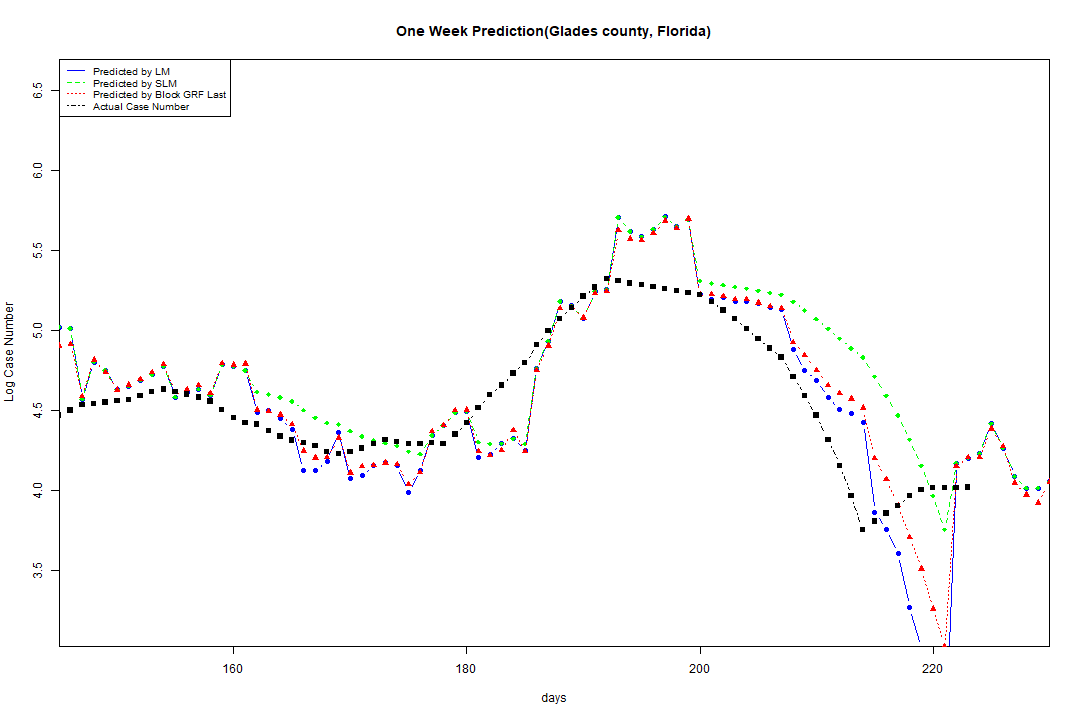 One Week Prediction(Glades county, Florida)
Predicted by LM
Predicted by SLM
Predicted by Block GRF Last
Actual Case Number
6.5
6.0
5.5
5.0
4.5
4.0
3.5
Log Case Number
160 180 200 220
days